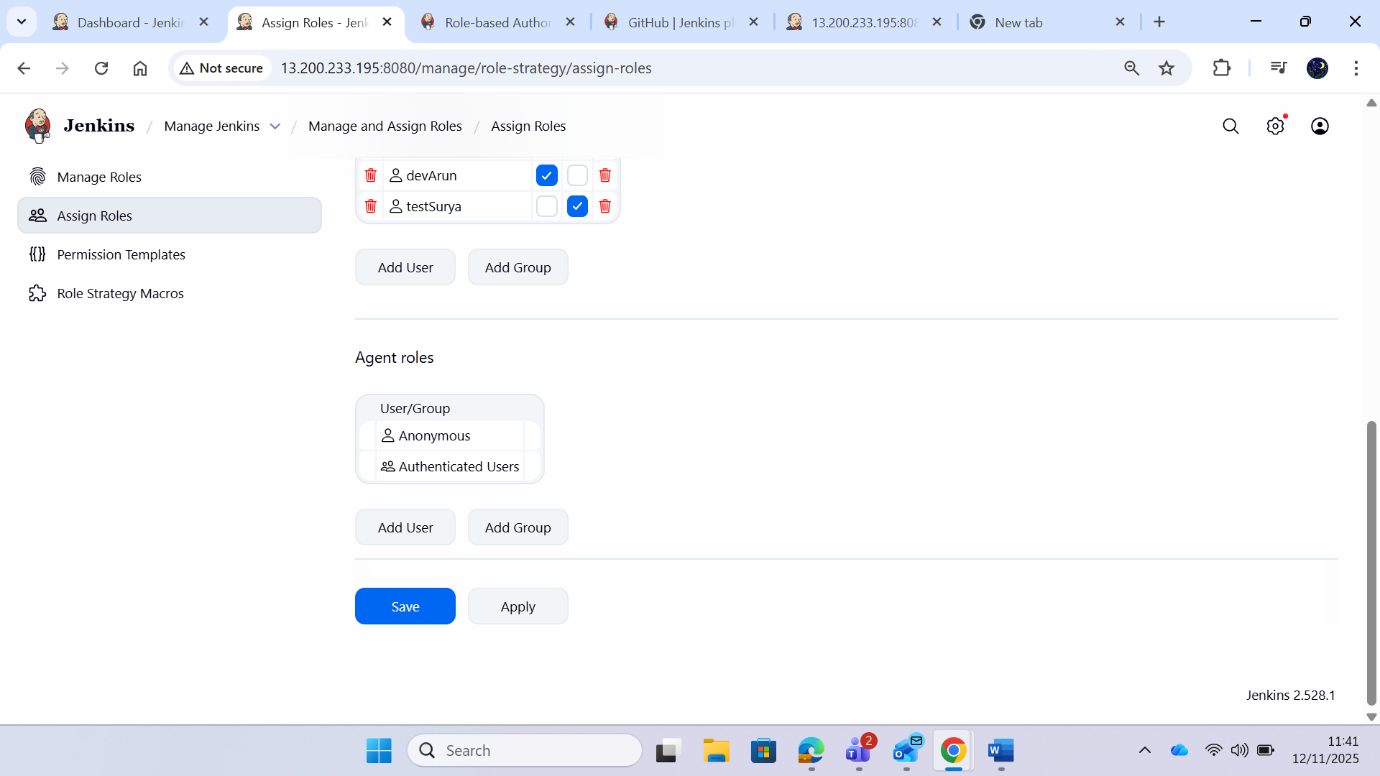 Dashboard - Jenkin
Assign Roles - Jenk
Role-based Author
GitHub | Jenkins pl
13.200.233.195:808
New tab
Not secure
13.200.233.195:8080/manage/role-strategy/assign-roles
Jenkins / Manage Jenkins / Manage and Assign Roles / Assign Roles
Manage Roles
Assign Roles
Permission Templates
Role Strategy Macros
devArun
testSurya
Add User
Add Group
Agent roles
User/Group
Anonymous
Authenticated Users
Add User
Add Group
Save
Apply
Jenkins 2.528.1
Search
2
11:41
12/11/2025